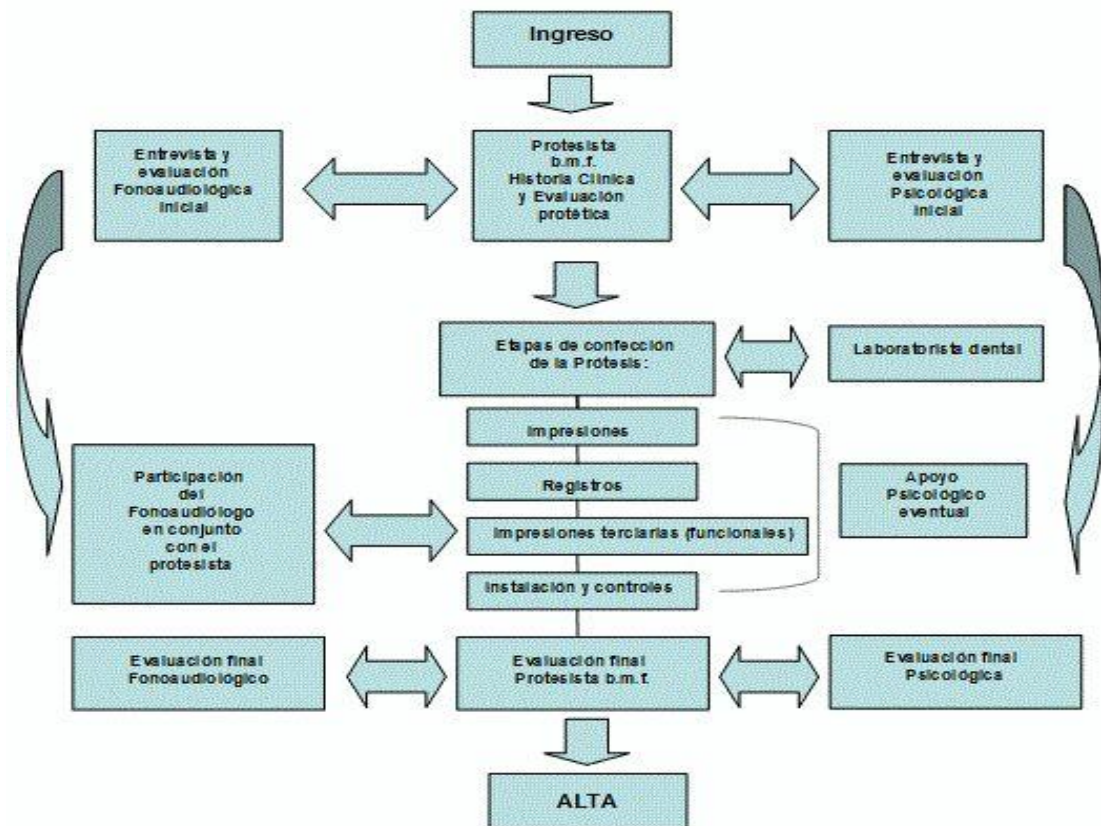 Ingreso
Entrevista y
evaluación
Fonoaudiológica
Inicial
Protesista
b.m.f.
Historia Clínica
y Evaluación
protética
Entrevista y
evaluación
Psicológica
inicial
Etapas de confección
de la Prótesis:
Laboratorista dental
Impresiones
Registros
Impresiones terciarias (funcionales)
Instalación y controles
Participación
del
Fonoaudiólogo
en conjunto
con el
protesista
Apoyo
Psicológico
eventual
Evaluación final
Fonoaudiológico
Evaluación final
Protesista b.m.f.
Evaluación final
Psicológica
ALTA